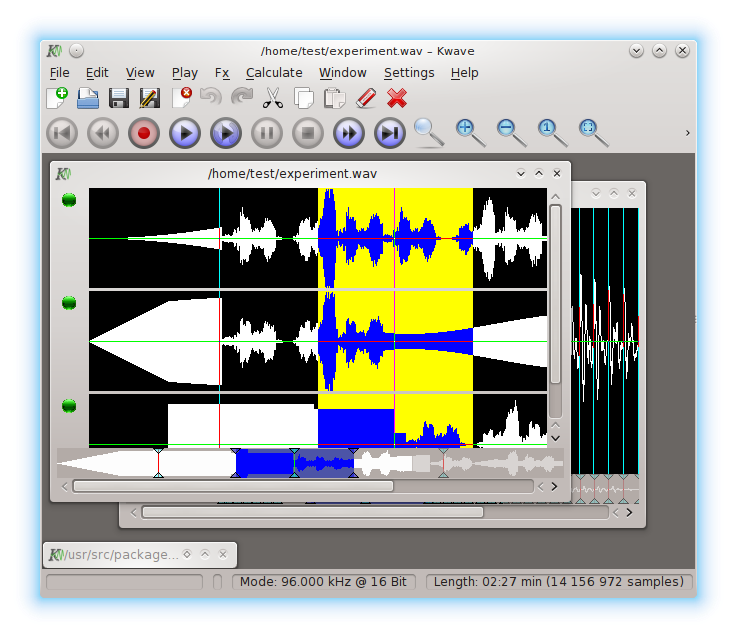 /home/test/experiment.wav – Kwave
File Edit View Play Fx Calculate Window Settings Help
1
/home/test/experiment.wav
/usr/src/package...
Mode: 96.000 kHz @ 16 Bit Length: 02:27 min (14 156 972 samples)